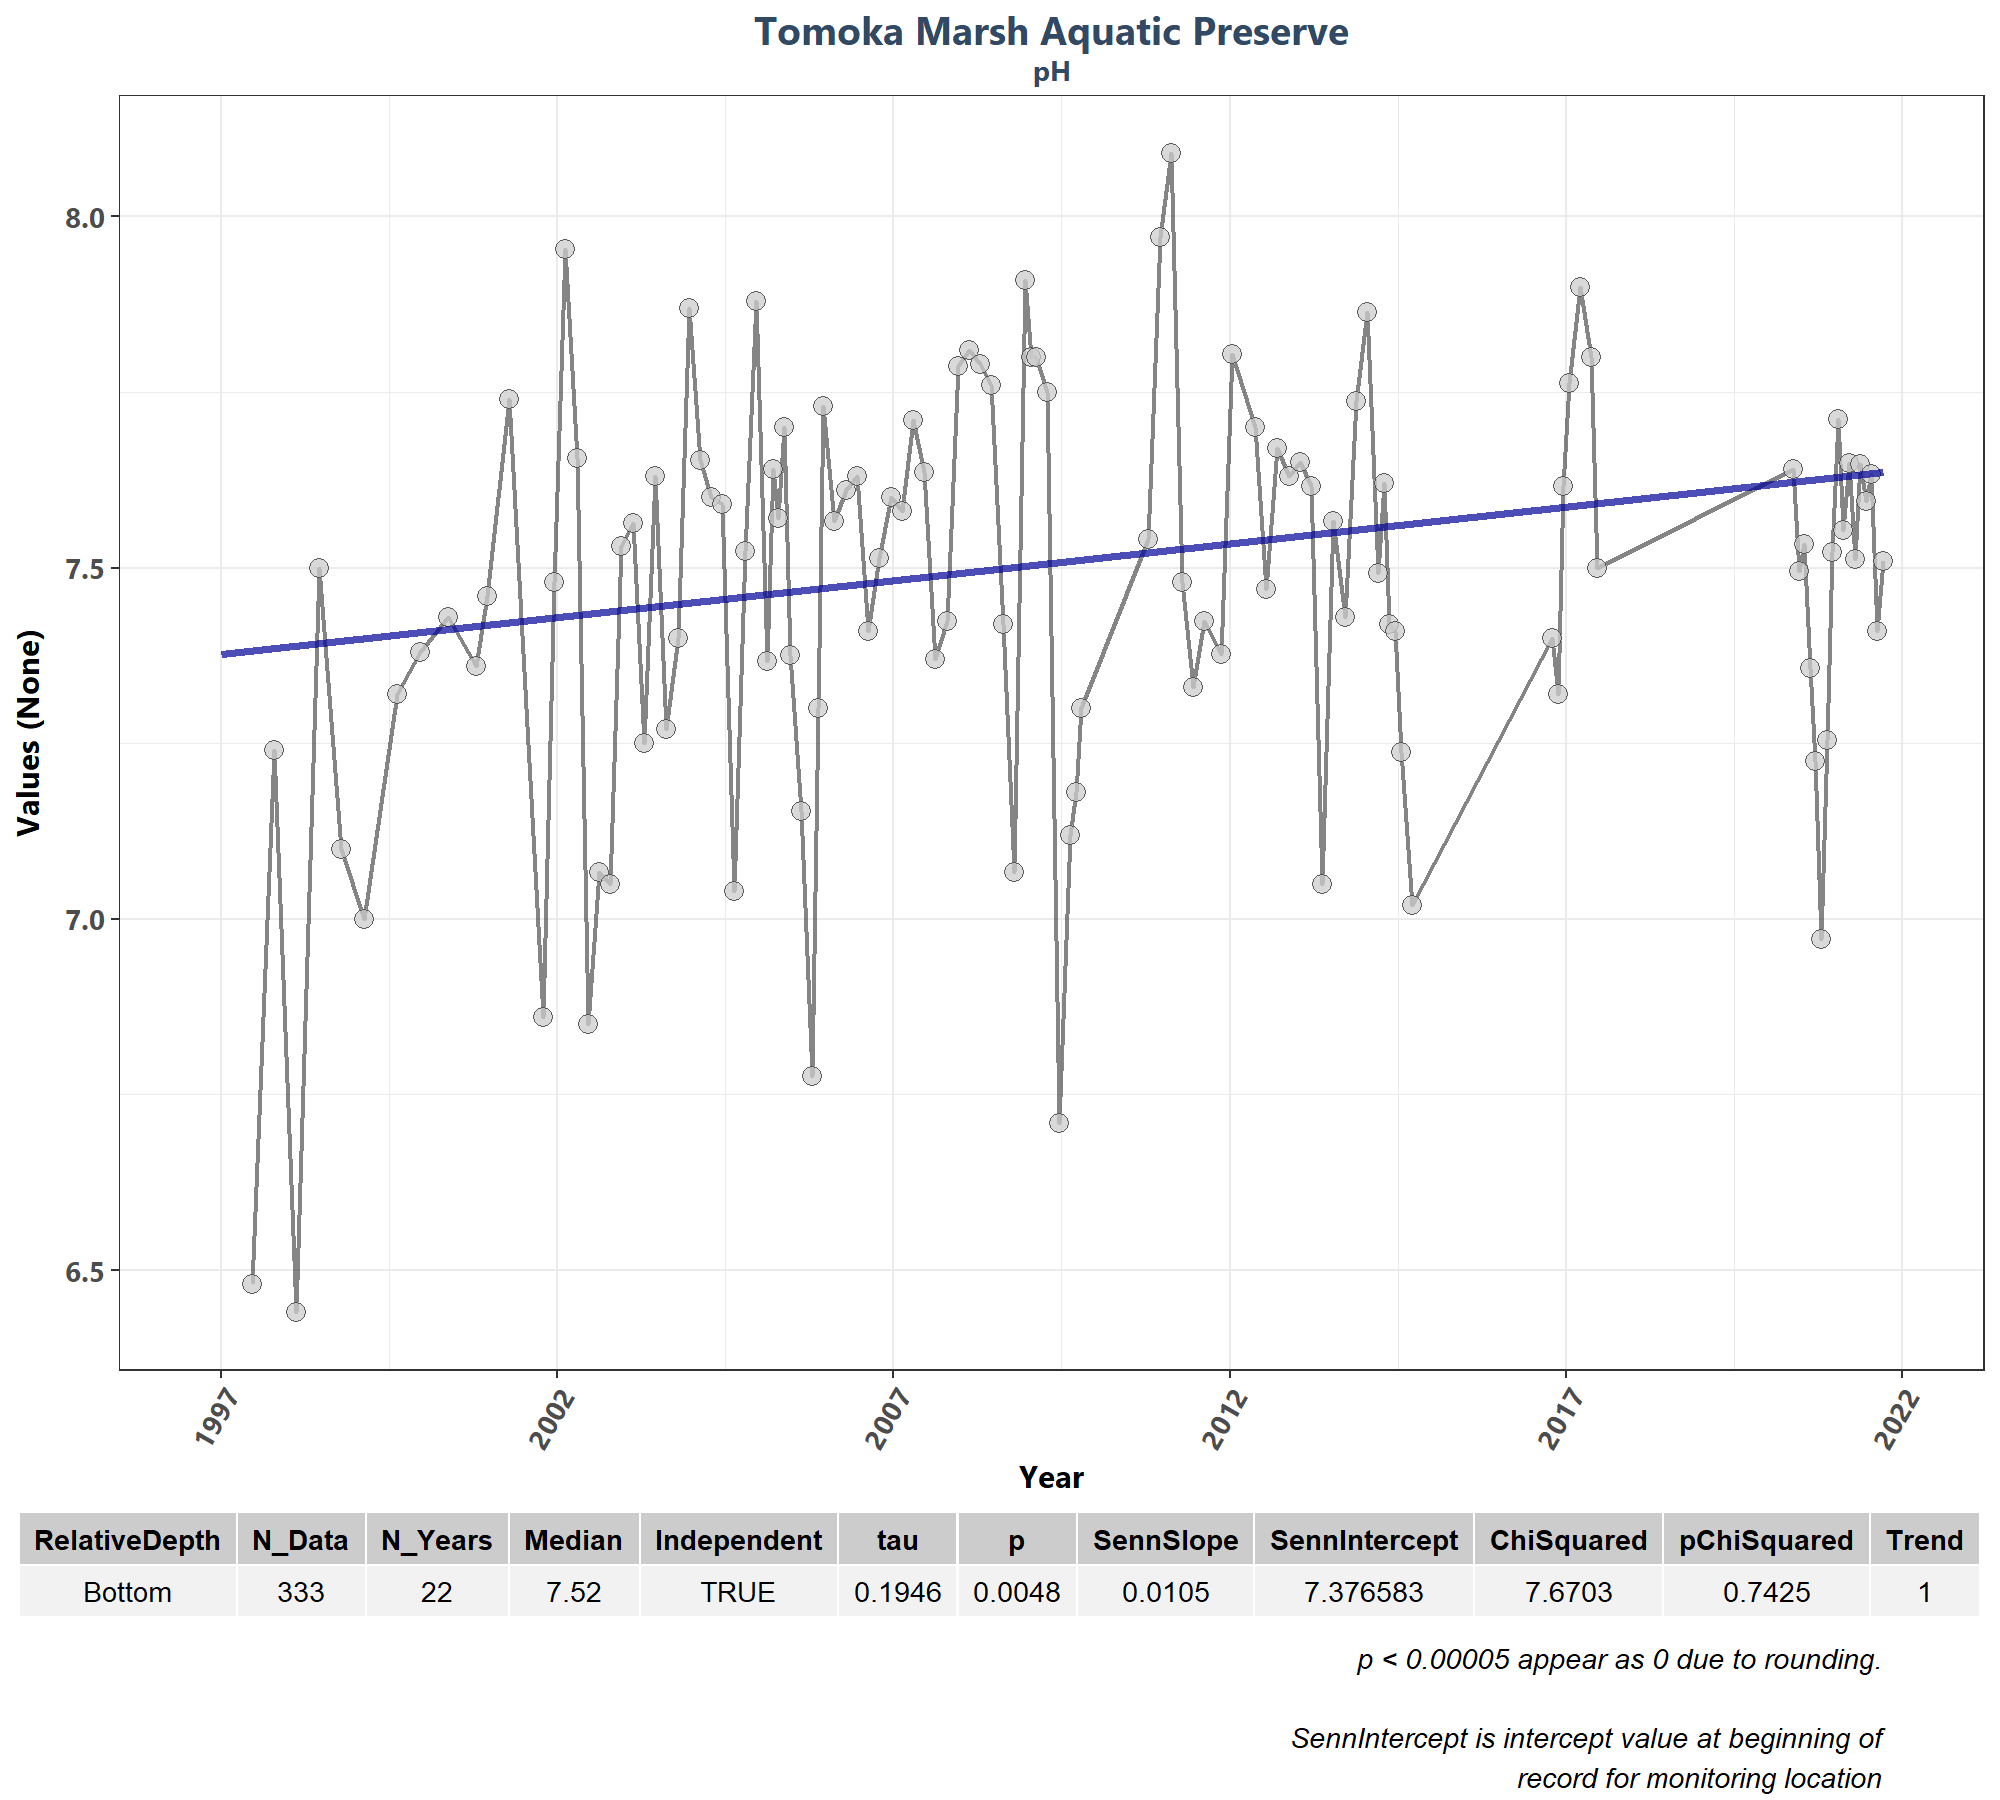 Tomoka Marsh Aquatic Preserve
pH
Values (None)
8.0
7.5
7.0
6.5
1997 2002 2007 2012 2017 2022
Year
RelativeDepth N_Data N_Years Median Independent tau p SennSlope SennIntercept ChiSquared pChiSquared Trend
Bottom 333 22 7.52 TRUE 0.1946 0.0048 0.0105 7.376583 7.6703 0.7425 1
p < 0.00005 appear as 0 due to rounding.
SennIntercept is intercept value at beginning of
record for monitoring location